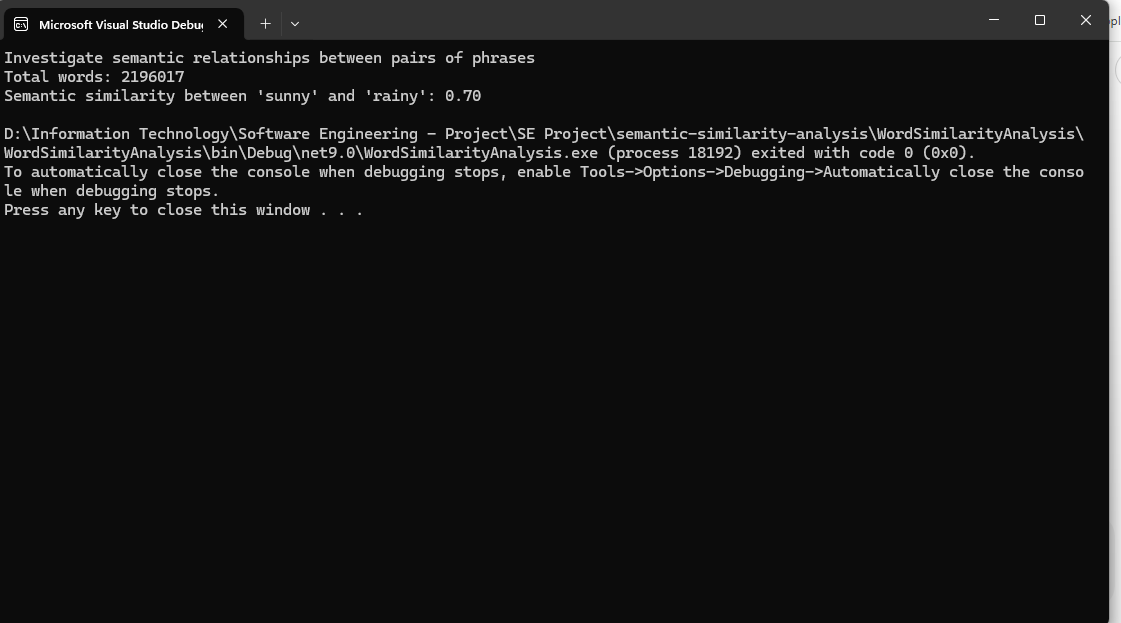 Microsoft Visual Studio Debug
Investigate semantic relationships between pairs of phrases
Total words: 2196017
Semantic similarity between 'sunny' and 'rainy': 0.70
D:\Information Technology\Software Engineering - Project\SE Project\semantic-similarity-analysis\WordSimilarityAnalysis\
WordSimilarityAnalysis\bin\Debug\net9.0\WordSimilarityAnalysis.exe (process 18192) exited with code 0 (0x0).
To automatically close the console when debugging stops, enable Tools->Options->Debugging->Automatically close the conso
le when debugging stops.
Press any key to close this window . . .